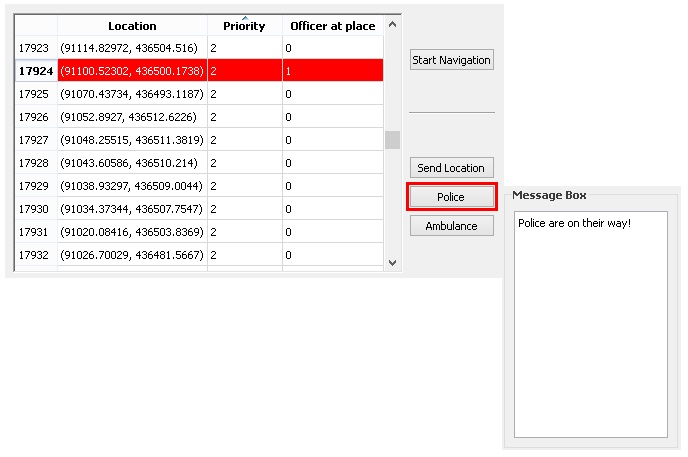 Location Priority Officer at place
17923 (91114.82972, 436504.516) 2 0
17924 (91100.52302, 436500.1738) 2 1
17925 (91070.43734, 436493.1187) 2 0
17926 (91052.8927, 436512.6226) 2 0
17927 (91048.25515, 436511.3819) 2 0
17928 (91043.60586, 436510.214) 2 0
17929 (91038.93297, 436509.0044) 2 0
17930 (91034.37344, 436508.7547) 2 0
17931 (91020.08416, 436503.8369) 2 0
17932 (91026.70029, 436481.5667) 2 0
Start Navigation
Send Location
Police
Ambulance
Message Box
Police are on their way!